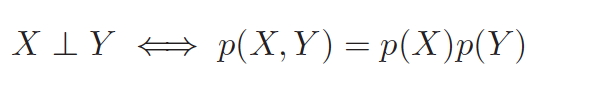 X ⊥ Y ⟺ p(X, Y) = p(X)p(Y)